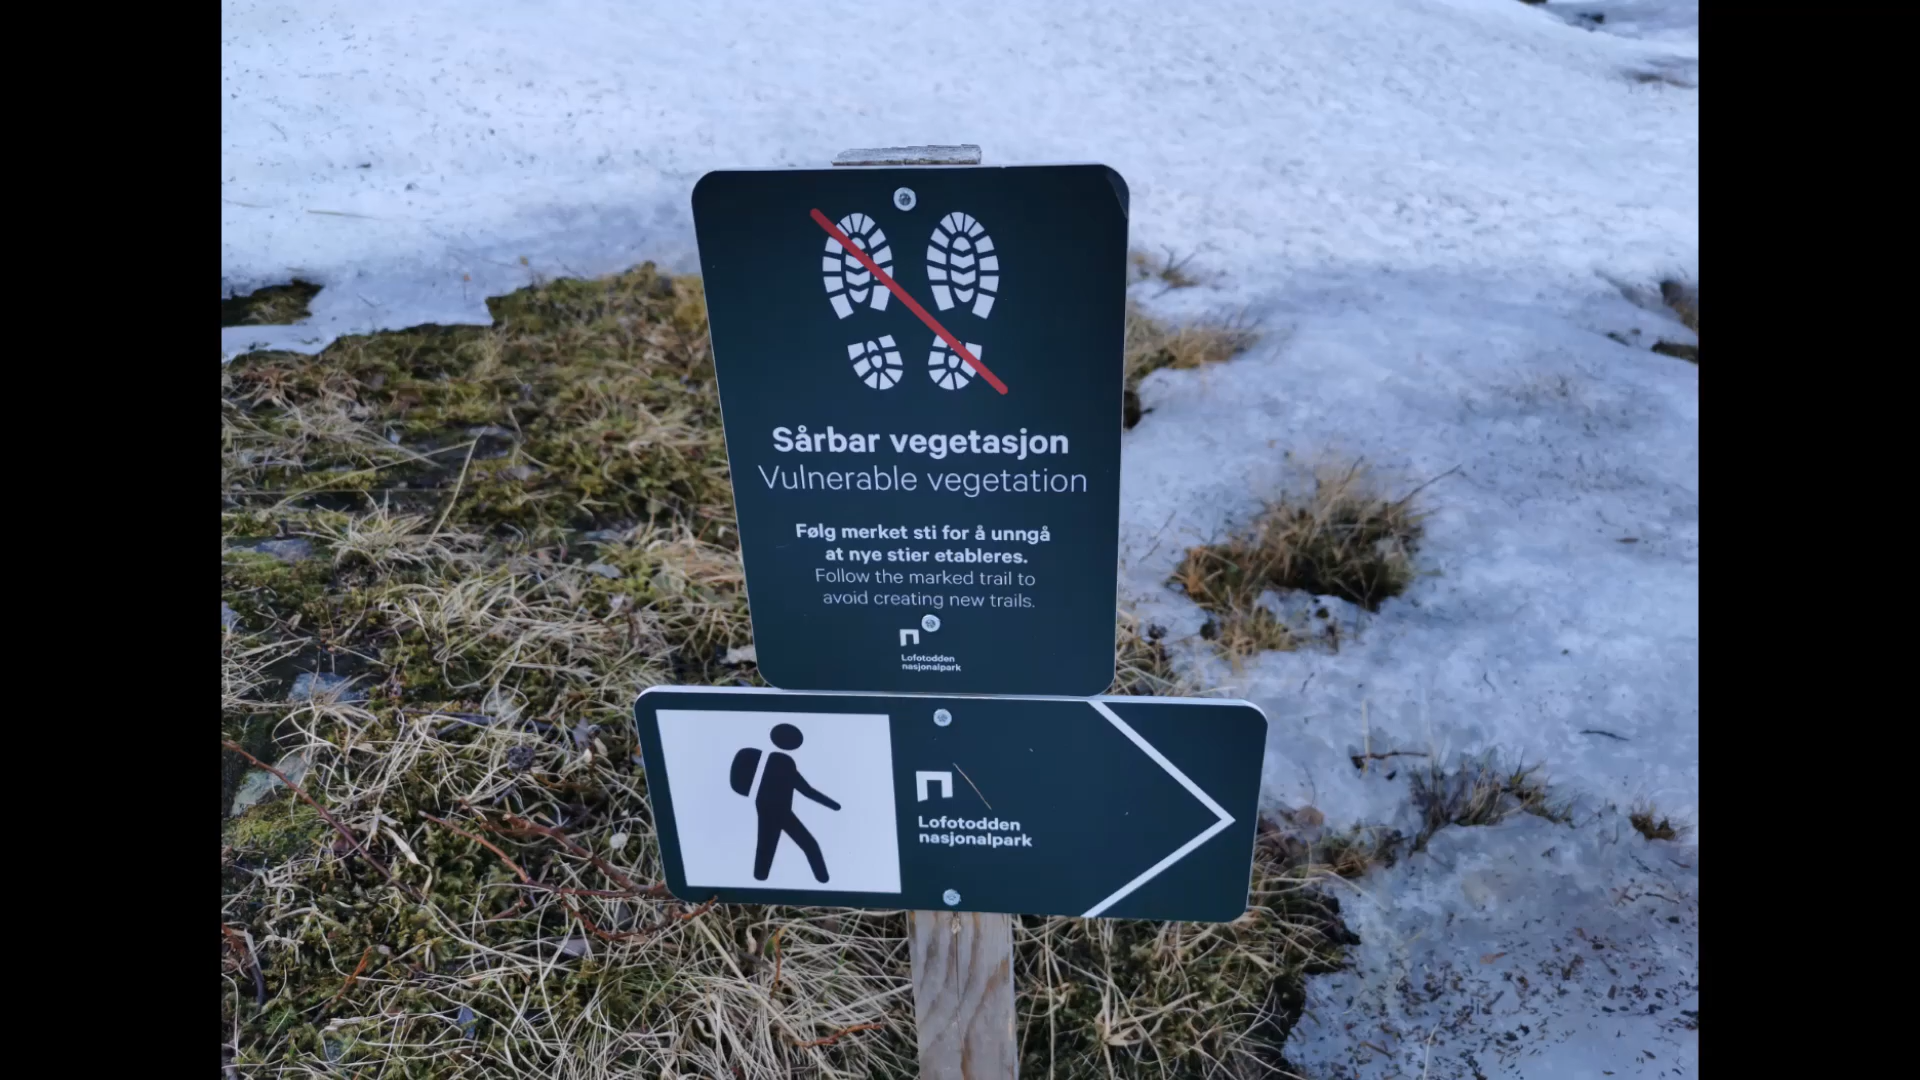 Sårbar vegetasjon
Vulnerable vegetation
Følg merket sti for å unngå
at nye stier etableres.
Follow the marked trail to
avoid creating new trails.
Lofotodden
nasjonalpark
Lofotodden
nasjonalpark